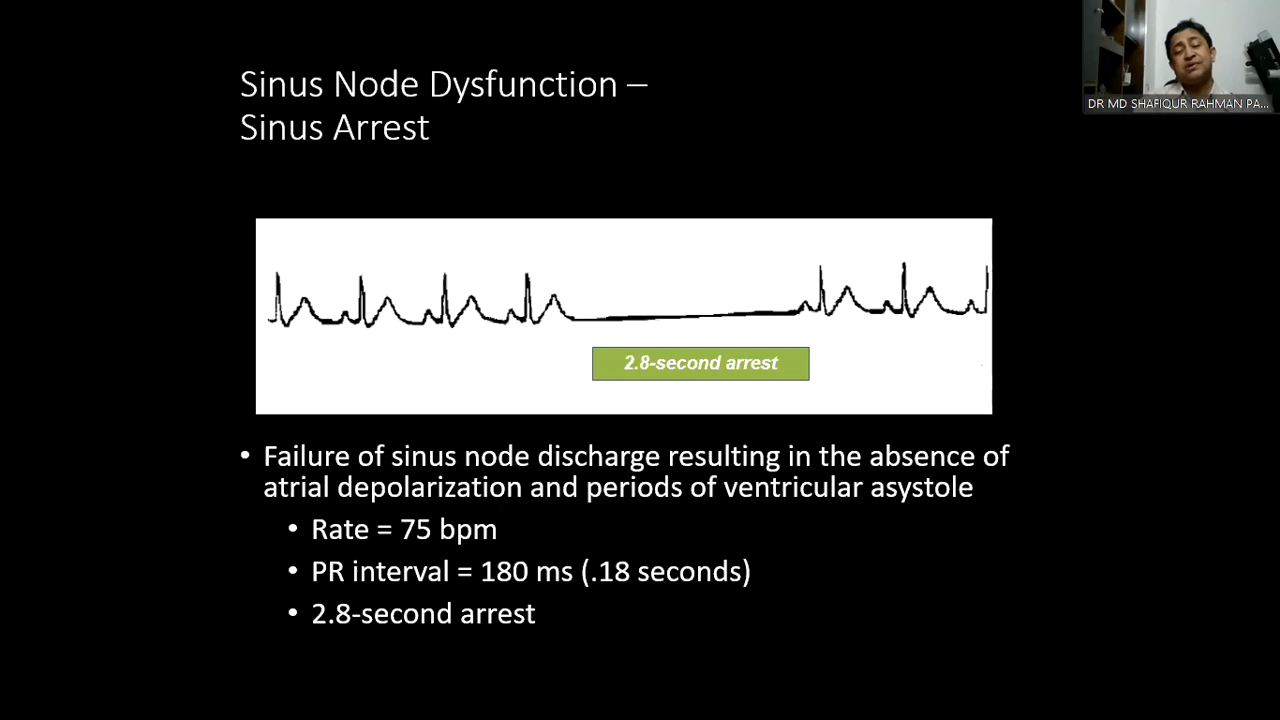 Sinus Node Dysfunction –
Sinus Arrest
DR MD SHAFIQUR RAHMAN PA...
2.8-second arrest
• Failure of sinus node discharge resulting in the absence of
atrial depolarization and periods of ventricular asystole
• Rate = 75 bpm
• PR interval = 180 ms (.18 seconds)
• 2.8-second arrest